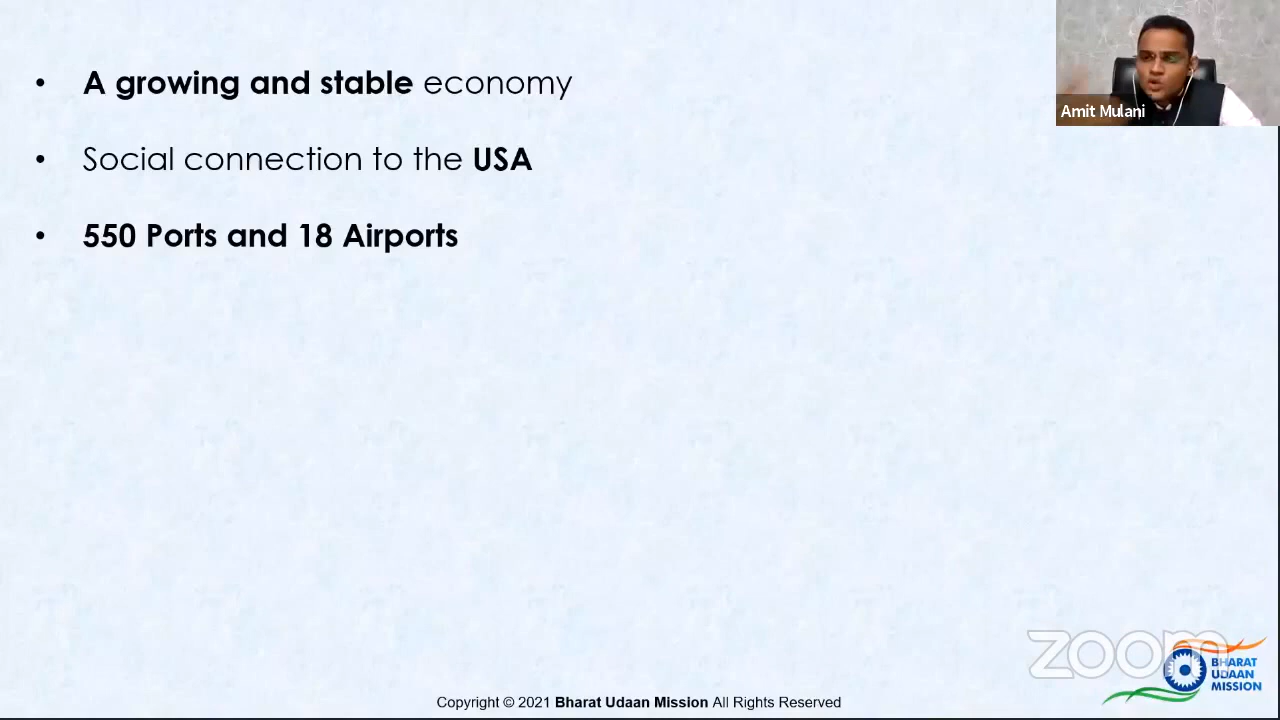 • A growing and stable economy
Amit Mulani
• Social connection to the USA
• 550 Ports and 18 Airports
zoom
BHARAT
UDAAN
MISSION
Copyright © 2021 Bharat Udaan Mission All Rights Reserved